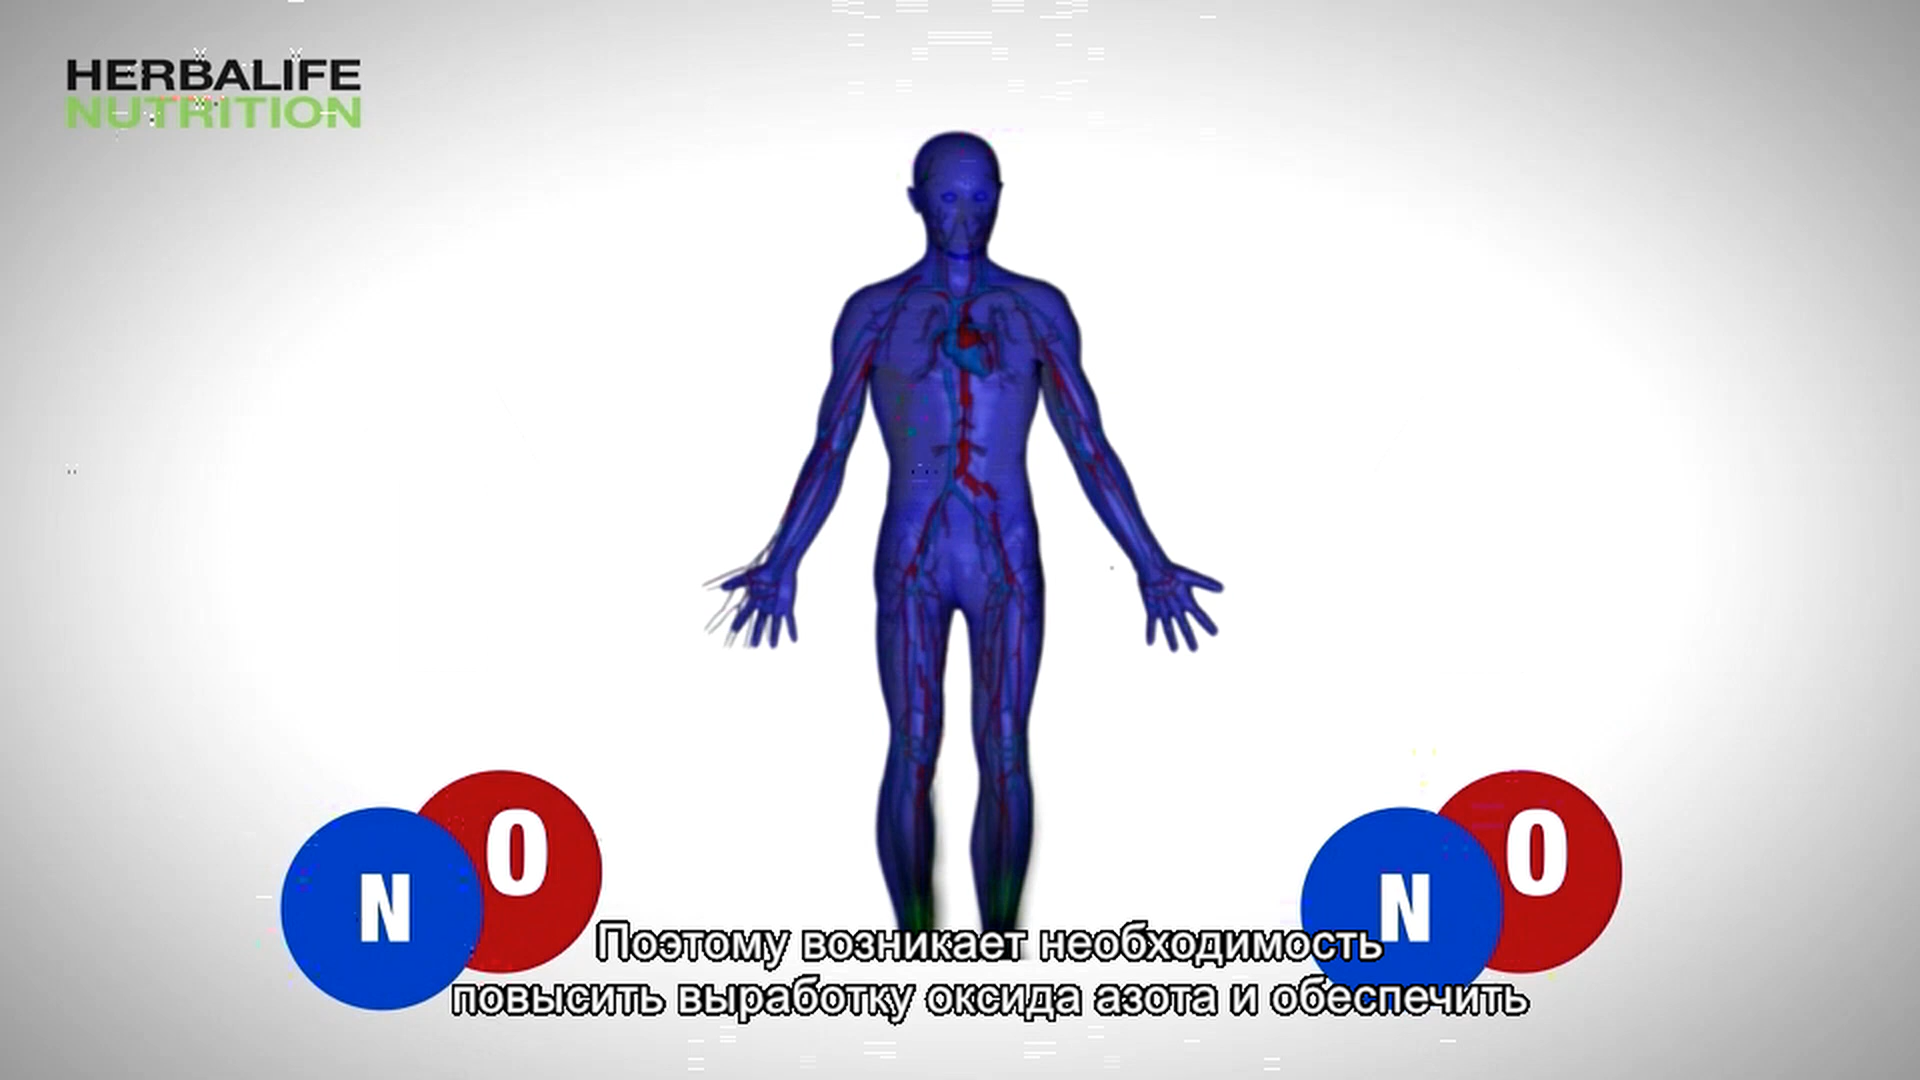 HERBALIFE
NUTRITION
N O
N O
Поэтому возникает необходимость
повысить выработку оксида азота и обеспечить